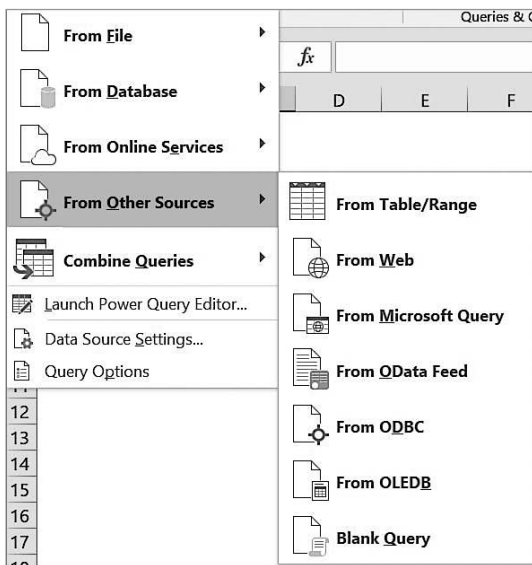 Queries &
fx
D E F
From File
From Database
From Online Services
From Other Sources
Combine Queries
Launch Power Query Editor...
Data Source Settings...
Query Options
From Table/Range
From Web
From Microsoft Query
From OData Feed
From ODBC
From OLEDB
Blank Query
12
13
14
15
16
17